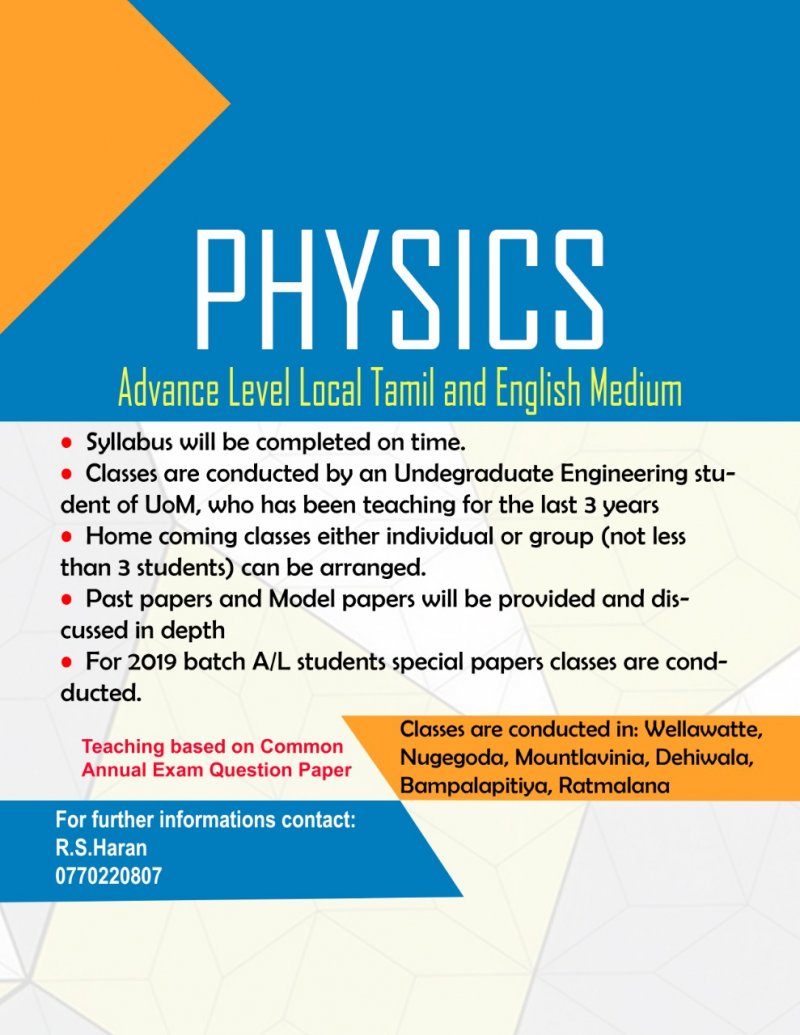 PHYSICS
Advance Level Local Tamil and English Medium
• Syllabus will be completed on time.
• Classes are conducted by an Undegraduate Engineering stu-
dent of UoM, who has been teaching for the last 3 years
• Home coming classes either individual or group (not less
than 3 students) can be arranged.
• Past papers and Model papers will be provided and dis-
cussed in depth
• For 2019 batch A/L students special papers classes are cond-
ducted.
Teaching based on Common
Annual Exam Question Paper
Classes are conducted in: Wellawatte,
Nugegoda, Mountlavinia, Dehiwala,
Bampalapitiya, Ratmalana
For further informations contact:
R.S.Haran
0770220807